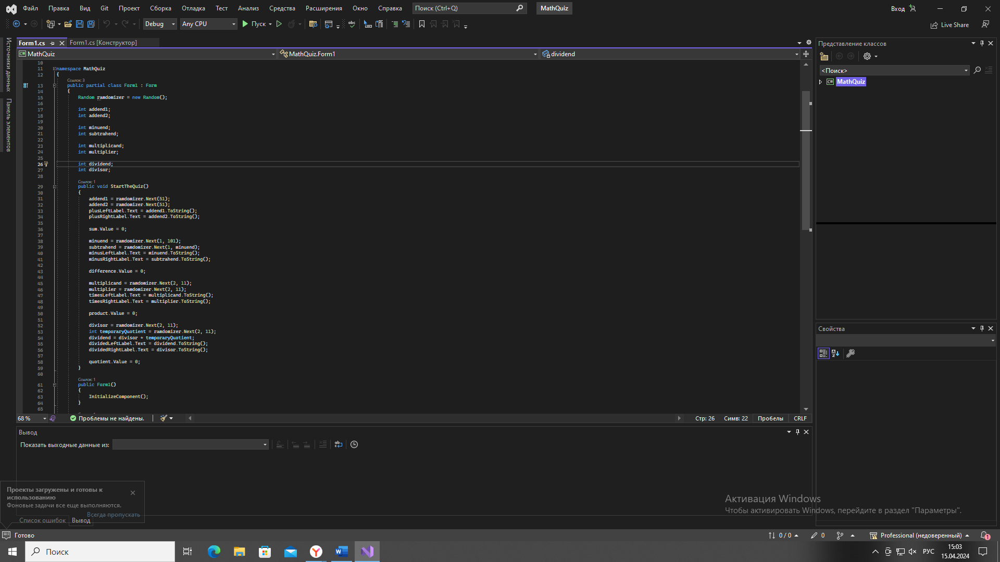 Файл Правка Вид Git Проект Сборка Отладка Тест Анализ Средства Расширения Окно Справка Поиск (Ctrl+Q) MathQuiz Вход
Debug Any CPU Пуск Live Share
Источники данных
Панель элементов
Form1.cs Form1.cs [Конструктор]
C# MathQuiz MathQuiz.Form1 dividend
10
11 namespace MathQuiz
12 {
Ссылок: 3
13 public partial class Form1 : Form
14 {
15 Random ramdomizer = new Random();
16
17 int addend1;
18 int addend2;
19
20 int minuend;
21 int subtrahend;
22
23 int multiplicand;
24 int multiplier;
25
26 int dividend;
27 int divisor;
28
Ссылок: 1
29 public void StartTheQuiz()
30 {
31 addend1 = ramdomizer.Next(51);
32 addend2 = ramdomizer.Next(51);
33 plusLeftLabel.Text = addend1.ToString();
34 plusRightLabel.Text = addend2.ToString();
35
36 sum.Value = 0;
37
38 minuend = ramdomizer.Next(1, 101);
39 subtrahend = ramdomizer.Next(1, minuend);
40 minusLeftLabel.Text = minuend.ToString();
41 minusRightLabel.Text = subtrahend.ToString();
42
43 difference.Value = 0;
44
45 multiplicand = ramdomizer.Next(2, 11);
46 multiplier = ramdomizer.Next(2, 11);
47 timesLeftLabel.Text = multiplicand.ToString();
48 timesRightLabel.Text = multiplier.ToString();
49
50 product.Value = 0;
51
52 divisor = ramdomizer.Next(2, 11);
53 int temporaryQuotient = ramdomizer.Next(2, 11);
54 dividend = divisor * temporaryQuotient;
55 dividedLeftLabel.Text = dividend.ToString();
56 dividedRightLabel.Text = divisor.ToString();
57
58 quotient.Value = 0;
59 }
60
Ссылок: 1
61 public Form1()
62 {
63 InitializeComponent();
64 }
65
68 % Проблемы не найдены. Стр: 26 Симв: 22 Пробелы CRLF
Вывод
Показать выходные данные из:
Представление классов
<Поиск>
C# MathQuiz
Свойства
Проекты загружены и готовы к
использованию
Фоновые задачи все еще выполняются.
Всегда пропускать
Список ошибок Вывод
Активация Windows
Чтобы активировать Windows, перейдите в раздел "Параметры".
Готово 0 / 0 0 Professional (недоверенный) 1
Поиск РУС 15:03
15.04.2024